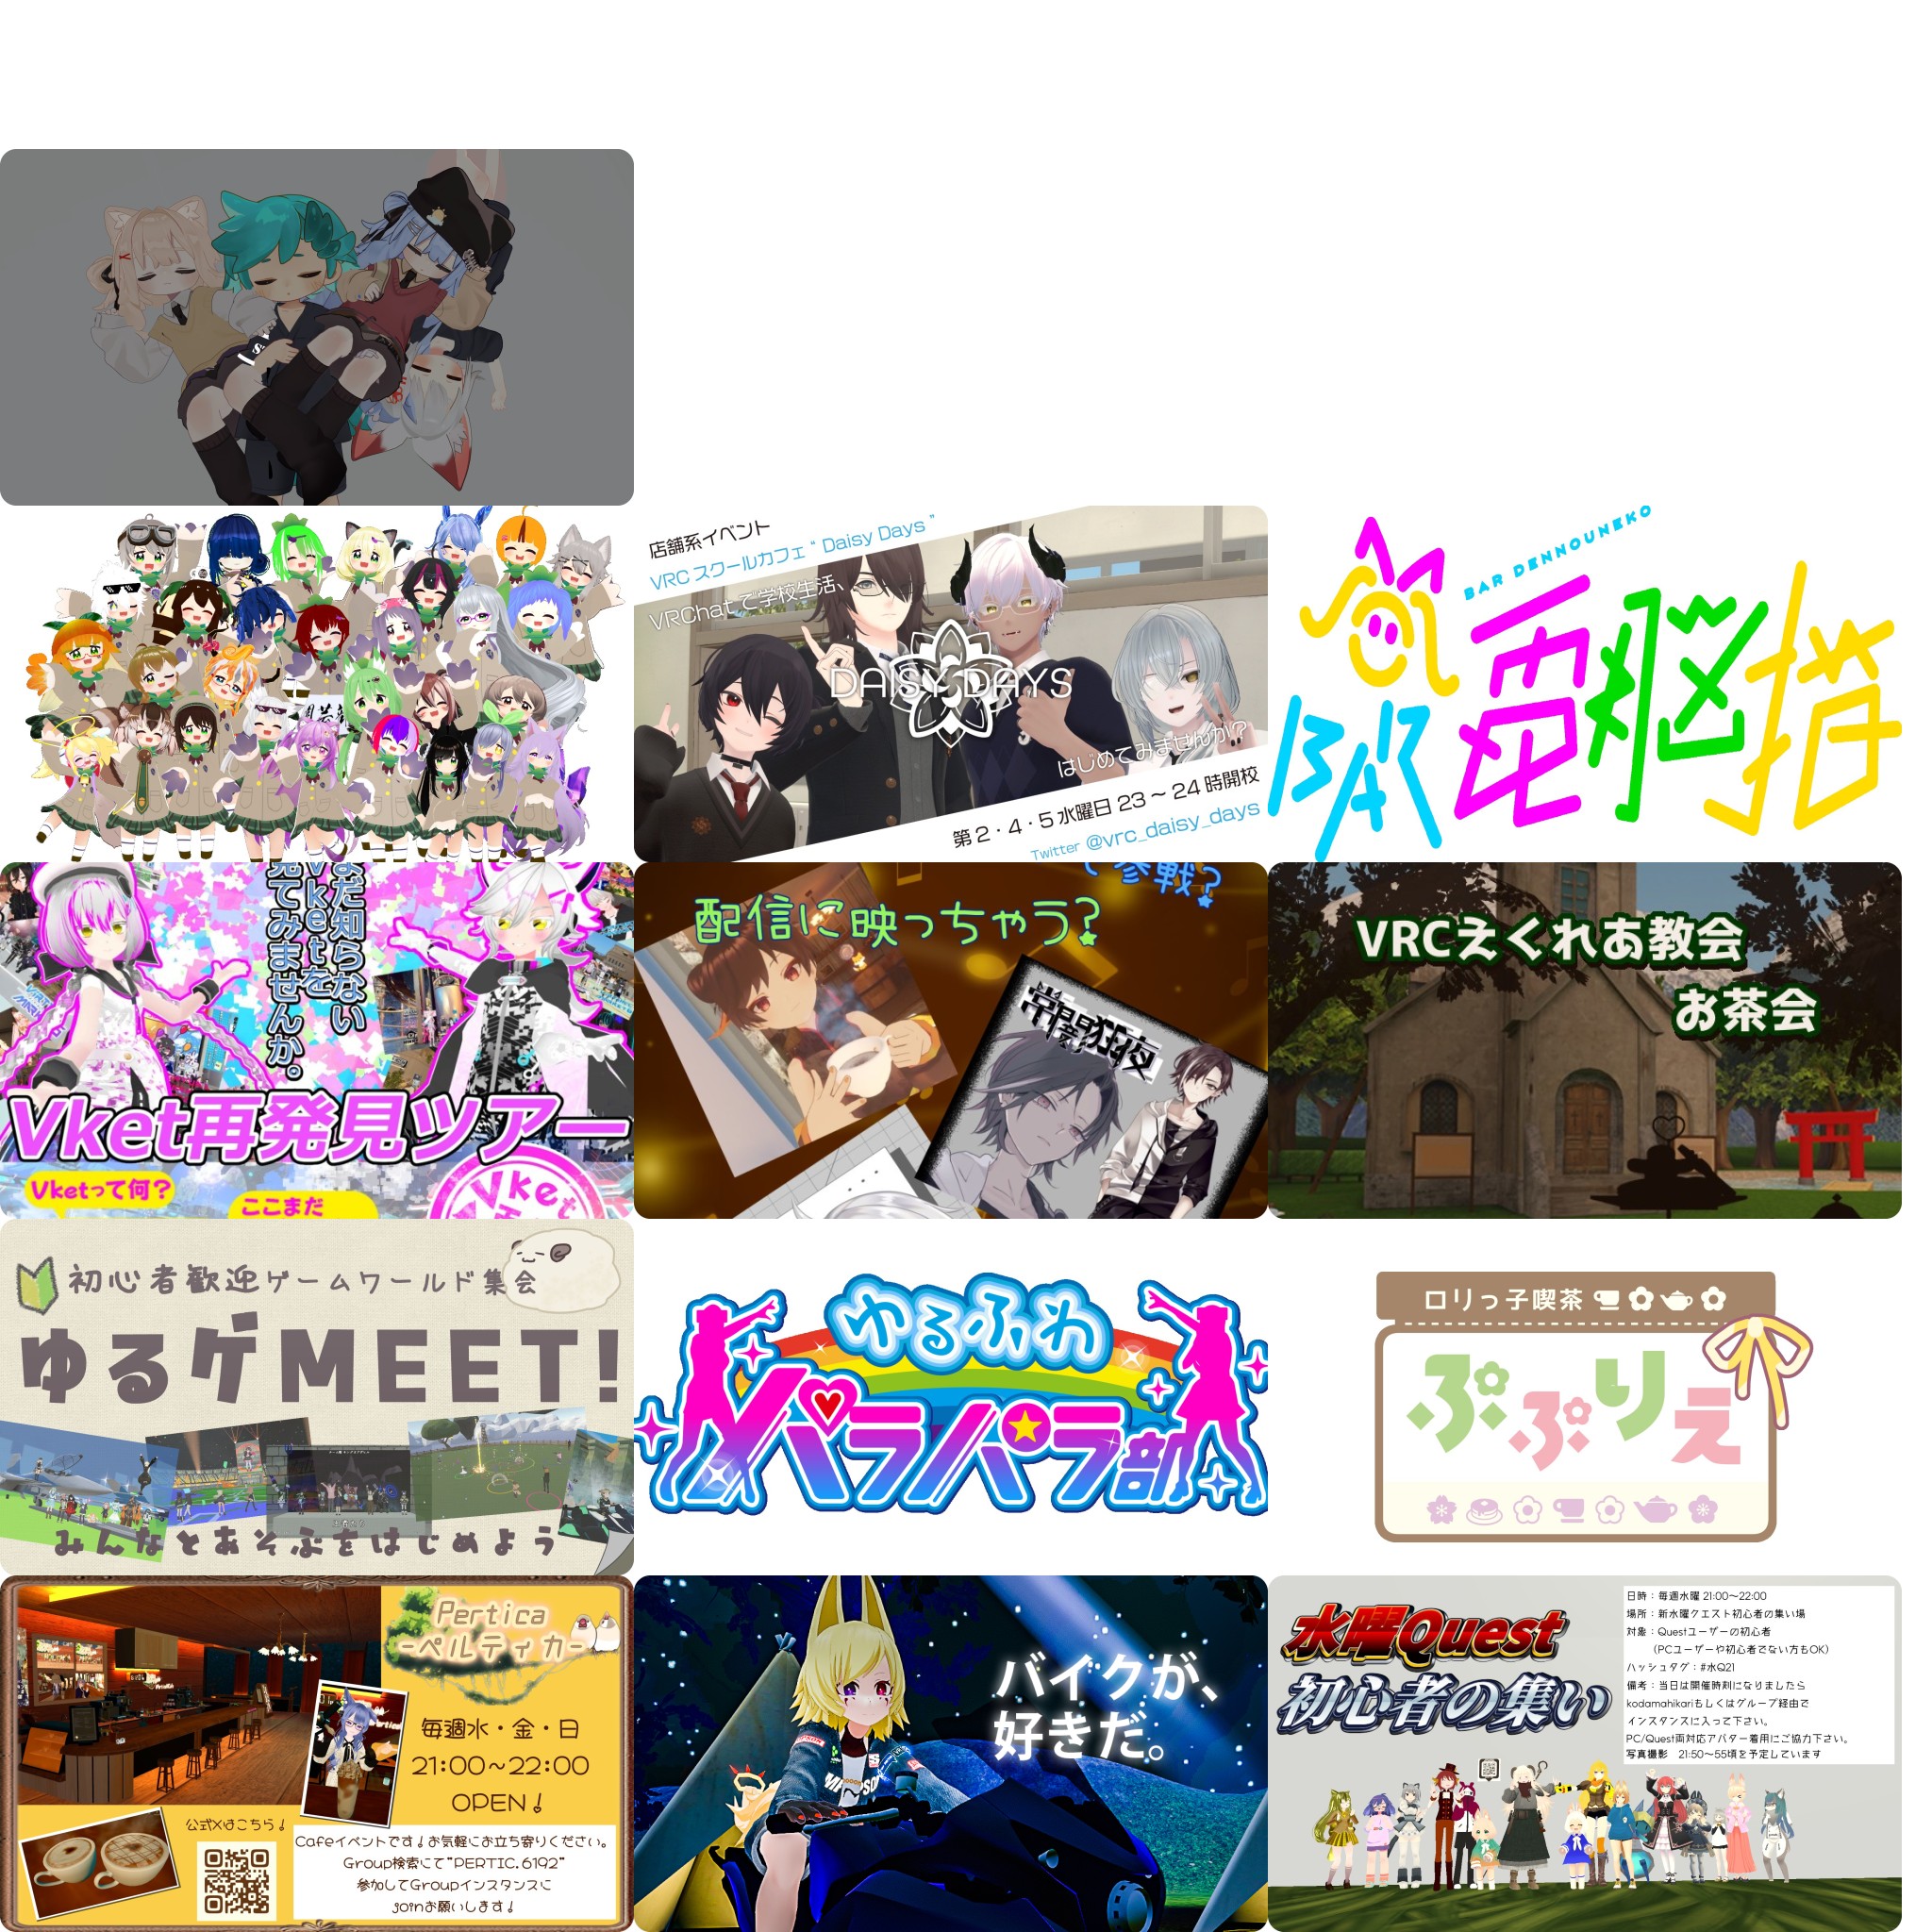 店舗系イベント
VRC スクールカフェ “ Daisy Days ”
VRChat で学校生活、
DAISY DAYS
はじめてみませんか？
第 2・4・5 水曜日 23 ~ 24 時開校
Twitter @vrc_daisy_days
BAR DENNOUNEKO
BAR 電脳猫
まだ知らない
Vketを
見てみませんか。
Vket再発見ツアー
Vketって何？
ここまだ
Vket
で参戦？
配信に映っちゃう？
VRCえくれあ教会
お茶会
初心者歓迎ゲームワールド集会
ゆるゲMEET!
みんなとあそぶをはじめよう
ゆるふわ
パラパラ部
ロリっ子喫茶
ぷぷりえ
Pertica
-ペルティカ-
毎週水・金・日
21:00~22:00
OPEN！
公式Xはこちら！
Cafeイベントです！お気軽にお立ち寄りください。
Group検索にて"PERTIC.6192"
参加してGroupインスタンスに
joinお願いします！
バイクが、
好きだ。
水曜Quest
初心者の集い
日時：毎週水曜 21:00～22:00
場所：新水曜クエスト初心者の集い場
対象：Questユーザーの初心者
（PCユーザーや初心者でない方もOK）
ハッシュタグ：#水Q21
備考：当日は開催時刻になりましたら
kodamahikariもしくはグループ経由で
インスタンスに入って下さい。
PC/Quest両対応アバター着用にご協力下さい。
写真撮影　21:50～55頃を予定しています